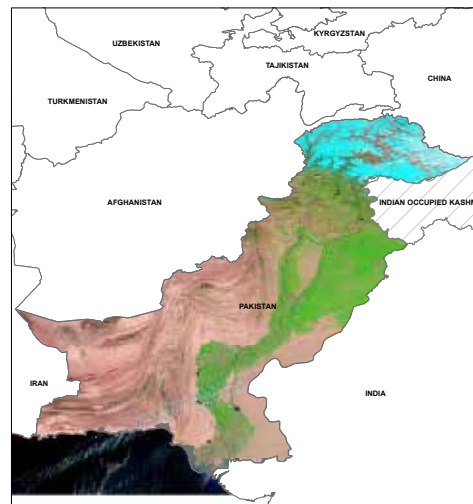 KYRGYZSTAN
UZBEKISTAN
TAJIKISTAN
CHINA
TURKMENISTAN
AFGHANISTAN
INDIAN OCCUPIED KASHM
PAKISTAN
IRAN
INDIA